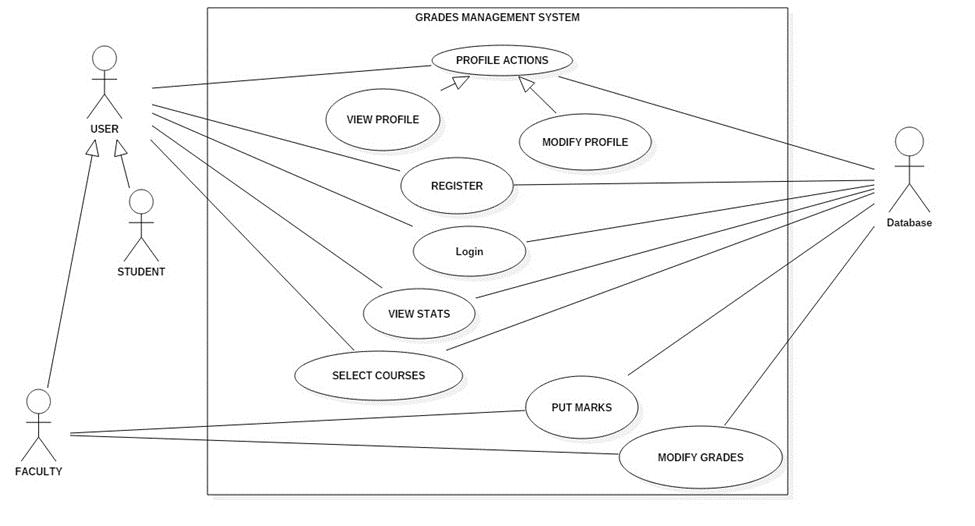 GRADES MANAGEMENT SYSTEM
PROFILE ACTIONS
VIEW PROFILE
USER
MODIFY PROFILE
REGISTER
Database
Login
STUDENT
VIEW STATS
SELECT COURSES
PUT MARKS
MODIFY GRADES
FACULTY